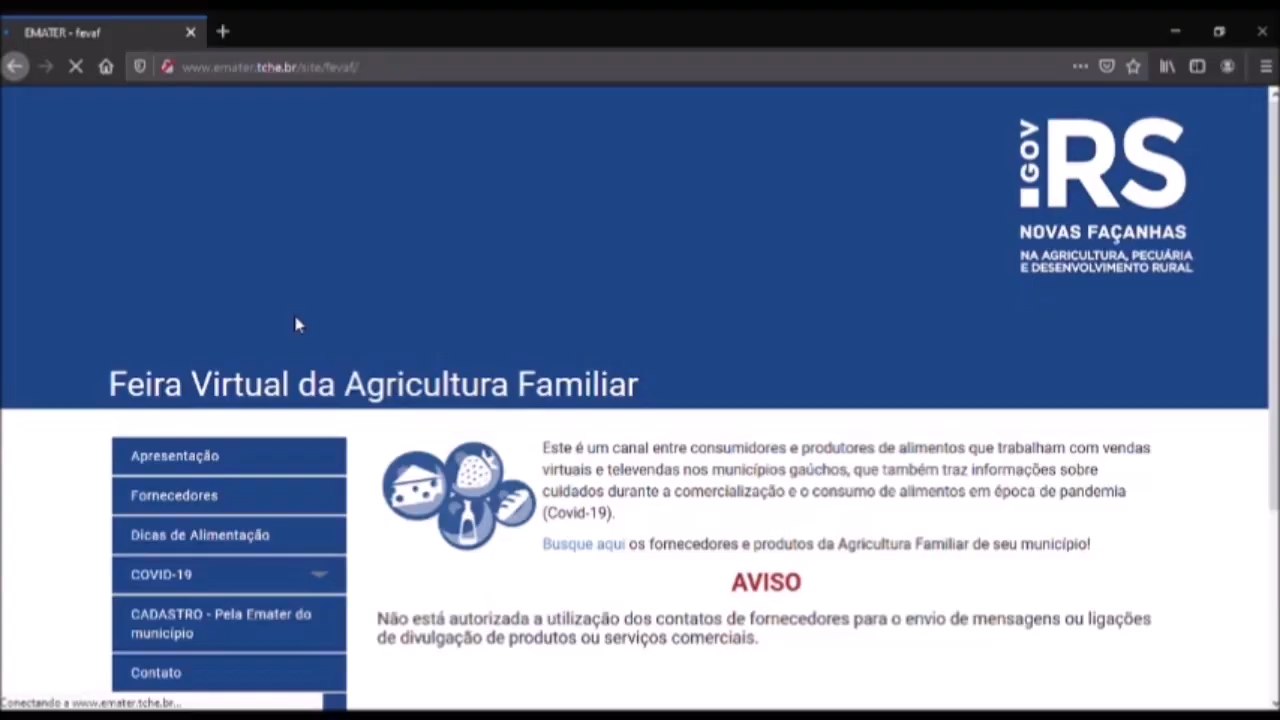 EMATER - fevaf
www.emater.tche.br/site/fevaf/
.GOV
RS
NOVAS FAÇANHAS
NA AGRICULTURA, PECUÁRIA
E DESENVOLVIMENTO RURAL
Feira Virtual da Agricultura Familiar
Apresentação
Fornecedores
Dicas de Alimentação
COVID-19
CADASTRO - Pela Emater do
município
Contato
Este é um canal entre consumidores e produtores de alimentos que trabalham com vendas
virtuais e televendas nos municípios gaúchos, que também traz informações sobre
cuidados durante a comercialização e o consumo de alimentos em época de pandemia
(Covid-19).
Busque aqui os fornecedores e produtos da Agricultura Familiar de seu município!
AVISO
Não está autorizada a utilização dos contatos de fornecedores para o envio de mensagens ou ligações
de divulgação de produtos ou serviços comerciais.
Conectando a www.emater.tche.br...